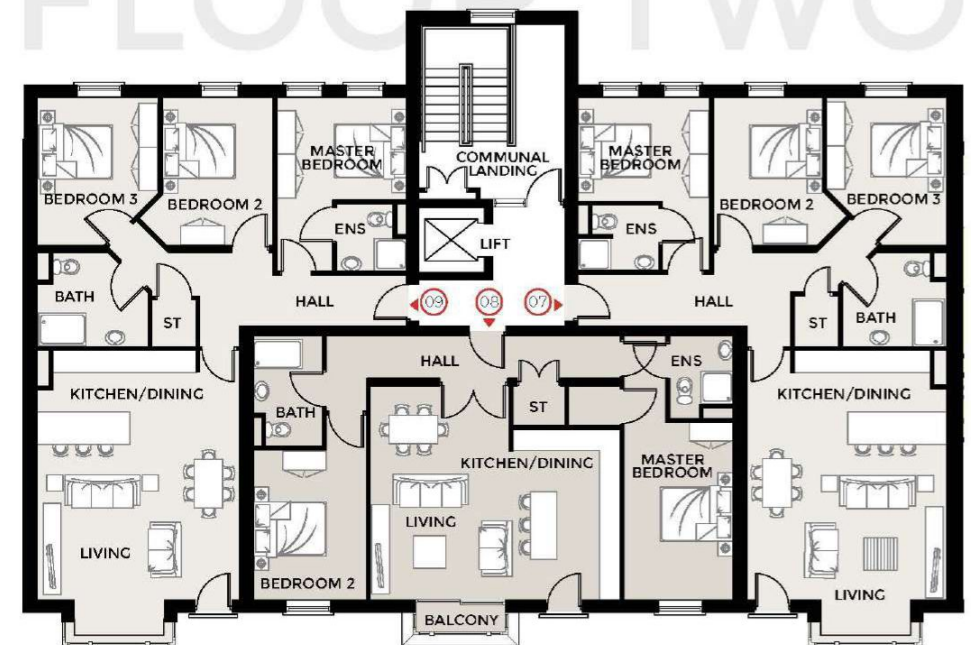 FLOOR TWO
MASTER
BEDROOM
COMMUNAL
LANDING
MASTER
BEDROOM
BEDROOM 3
BEDROOM 2
BEDROOM 2
BEDROOM 3
ENS
LIFT
ENS
BATH
ST
HALL
09
08
07
HALL
ST
BATH
KITCHEN/DINING
HALL
ENS
KITCHEN/DINING
BATH
ST
KITCHEN/DINING
MASTER
BEDROOM
LIVING
LIVING
BEDROOM 2
LIVING
BALCONY